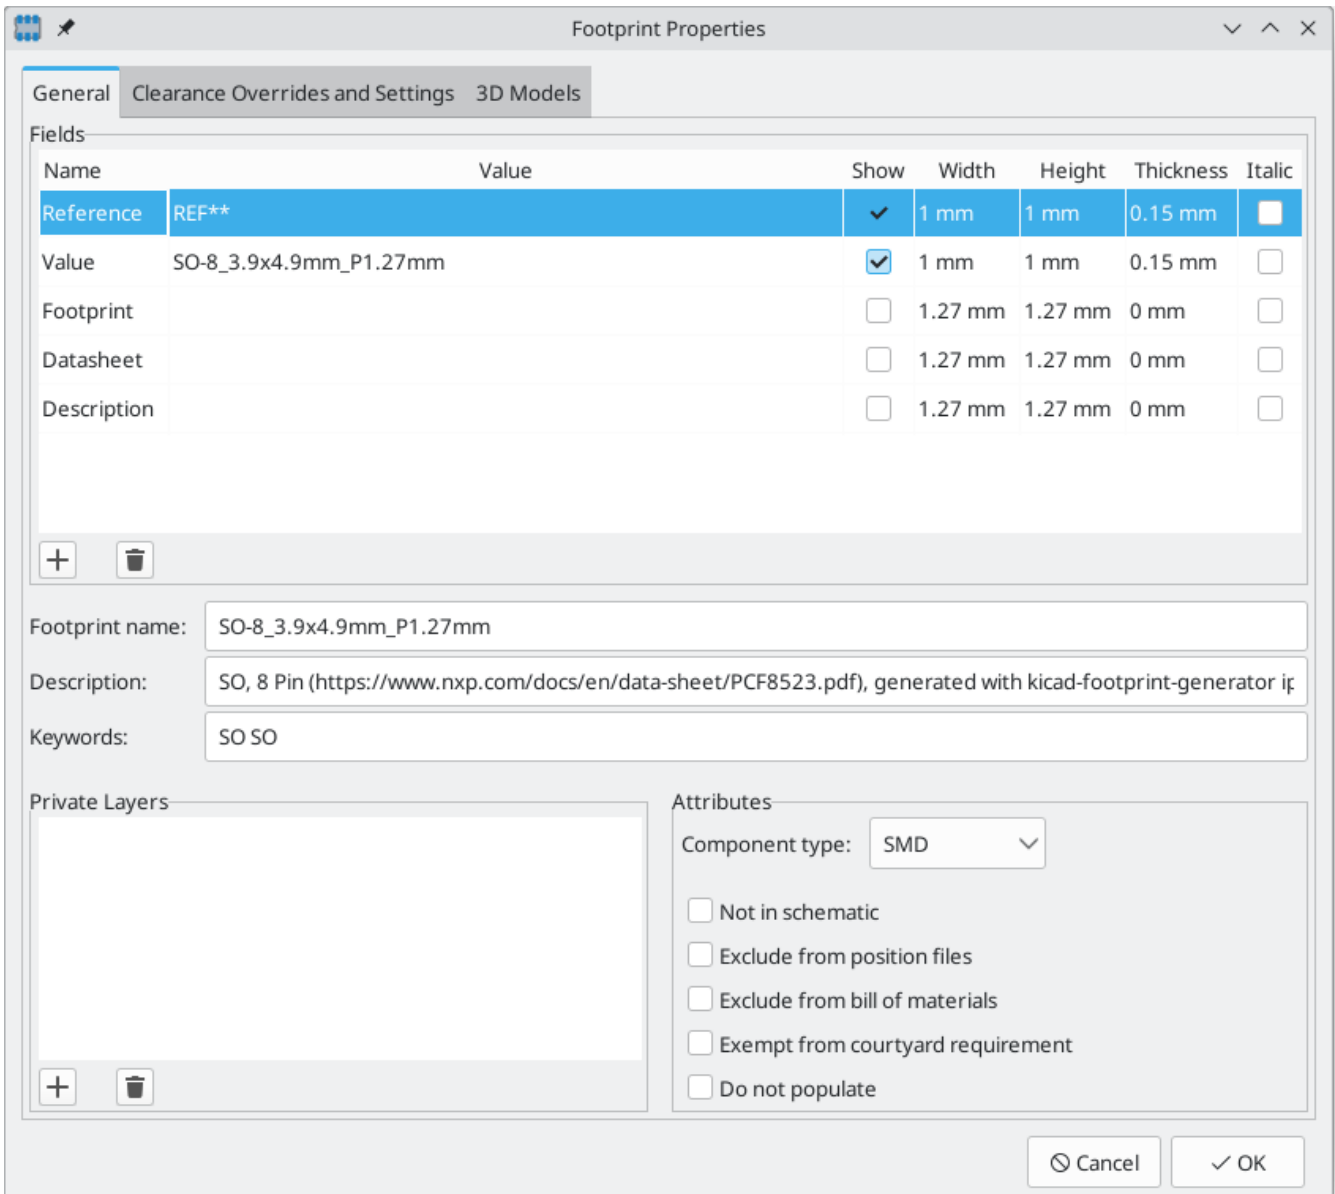 Footprint Properties
General Clearance Overrides and Settings 3D Models
Fields
Name Value Show Width Height Thickness Italic
Reference REF** 1 mm 1 mm 0.15 mm
Value SO-8_3.9x4.9mm_P1.27mm 1 mm 1 mm 0.15 mm
Footprint 1.27 mm 1.27 mm 0 mm
Datasheet 1.27 mm 1.27 mm 0 mm
Description 1.27 mm 1.27 mm 0 mm
Footprint name: SO-8_3.9x4.9mm_P1.27mm
Description: SO, 8 Pin (https://www.nxp.com/docs/en/data-sheet/PCF8523.pdf), generated with kicad-footprint-generator
Keywords: SO SO
Private Layers Attributes
Component type: SMD
Not in schematic
Exclude from position files
Exclude from bill of materials
Exempt from courtyard requirement
Do not populate
Cancel OK